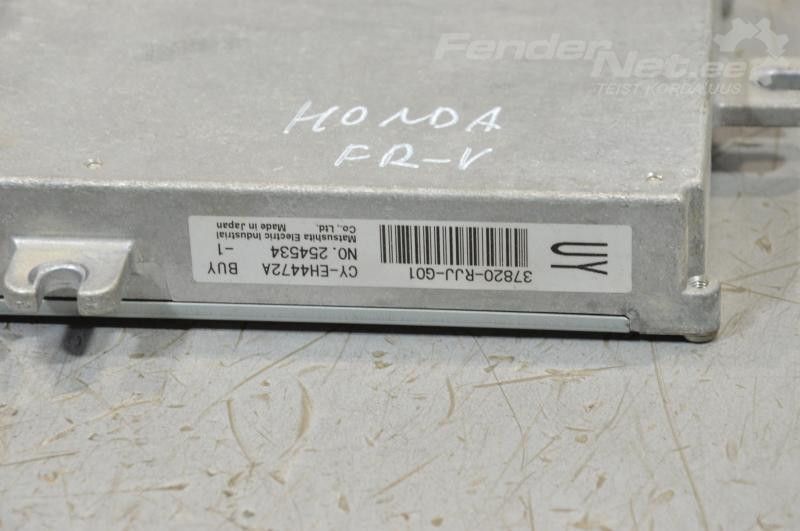 FenderNet.ee
TEIST KORDA UUS
HONDA
FR-V
UY
37820-RJJ-G01
CY-EH4472A BUY
NO. 254534 -1
Matsushita Electric Industrial
Co., Ltd. Made in Japan